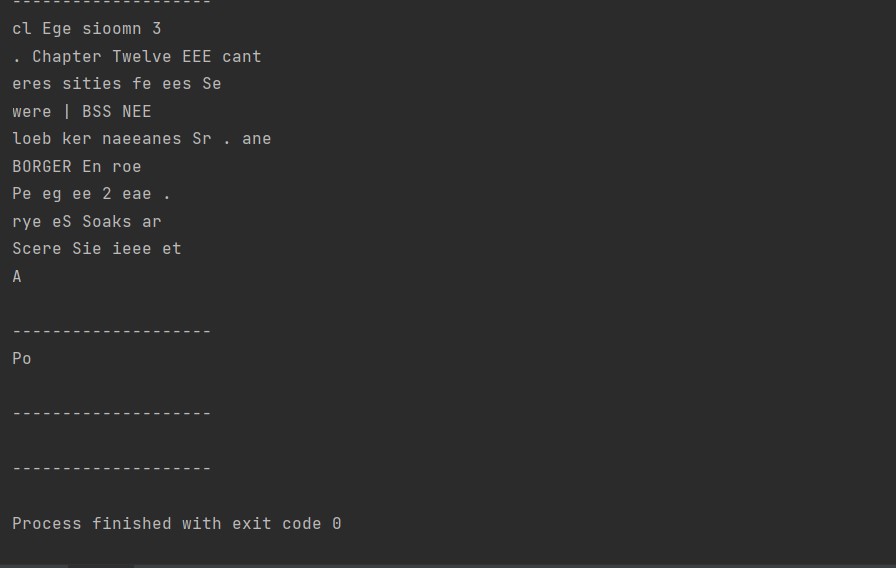 --------------------
cl Ege sioomn 3
. Chapter Twelve EEE cant
eres sities fe ees Se
were | BSS NEE
loeb ker naeeanes Sr . ane
BORGER En roe
Pe eg ee 2 eae .
rye eS Soaks ar
Scere Sie ieee et
A
--------------------
Po
--------------------
--------------------
Process finished with exit code 0